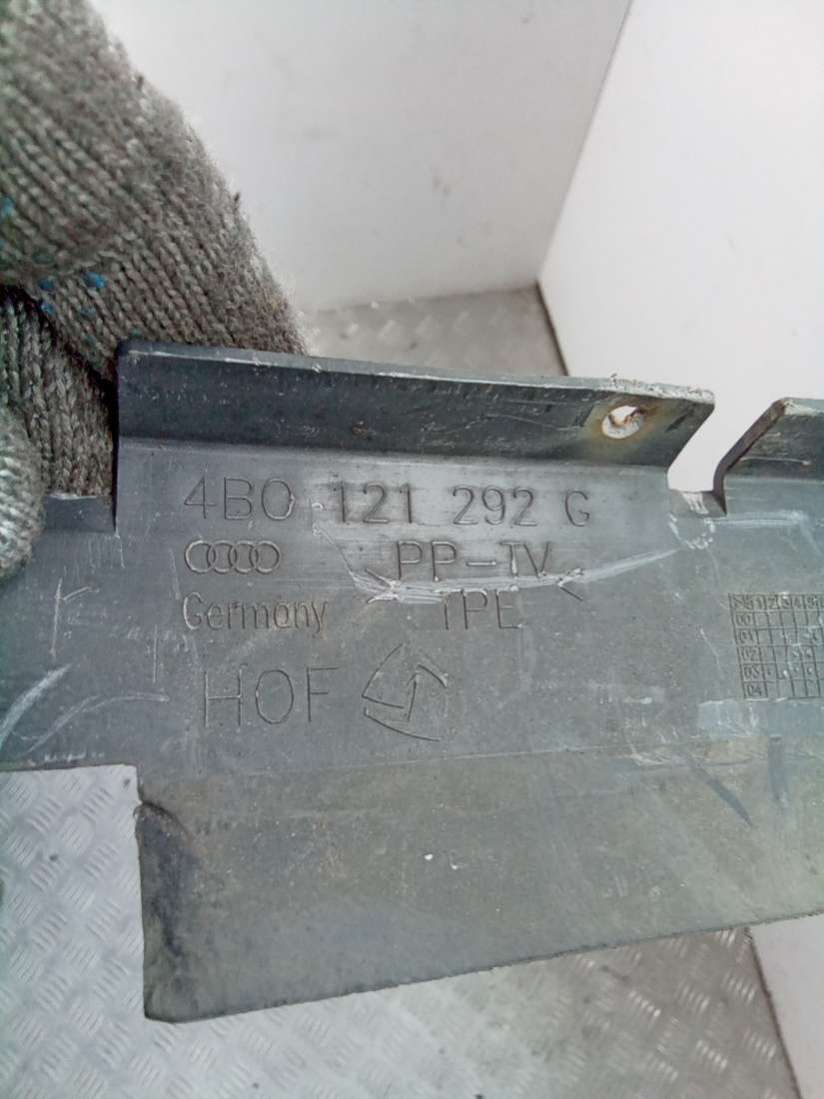 4B0 121 292 G
PP-TV
Germany TPE
HOF